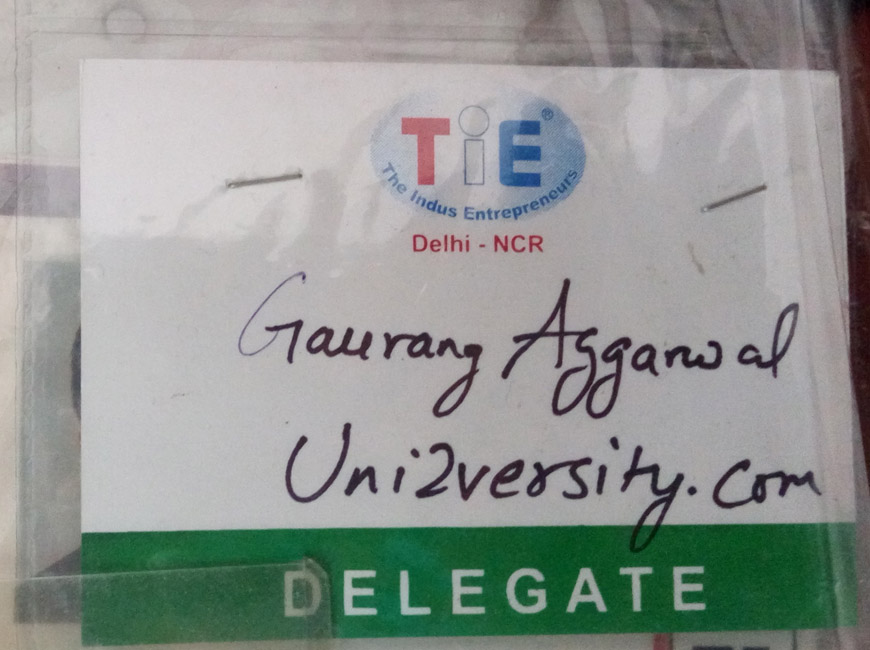 TiE®
The Indus Entrepreneurs
Delhi - NCR
Gaurang Aggarwal
Uni2versity.com
DELEGATE